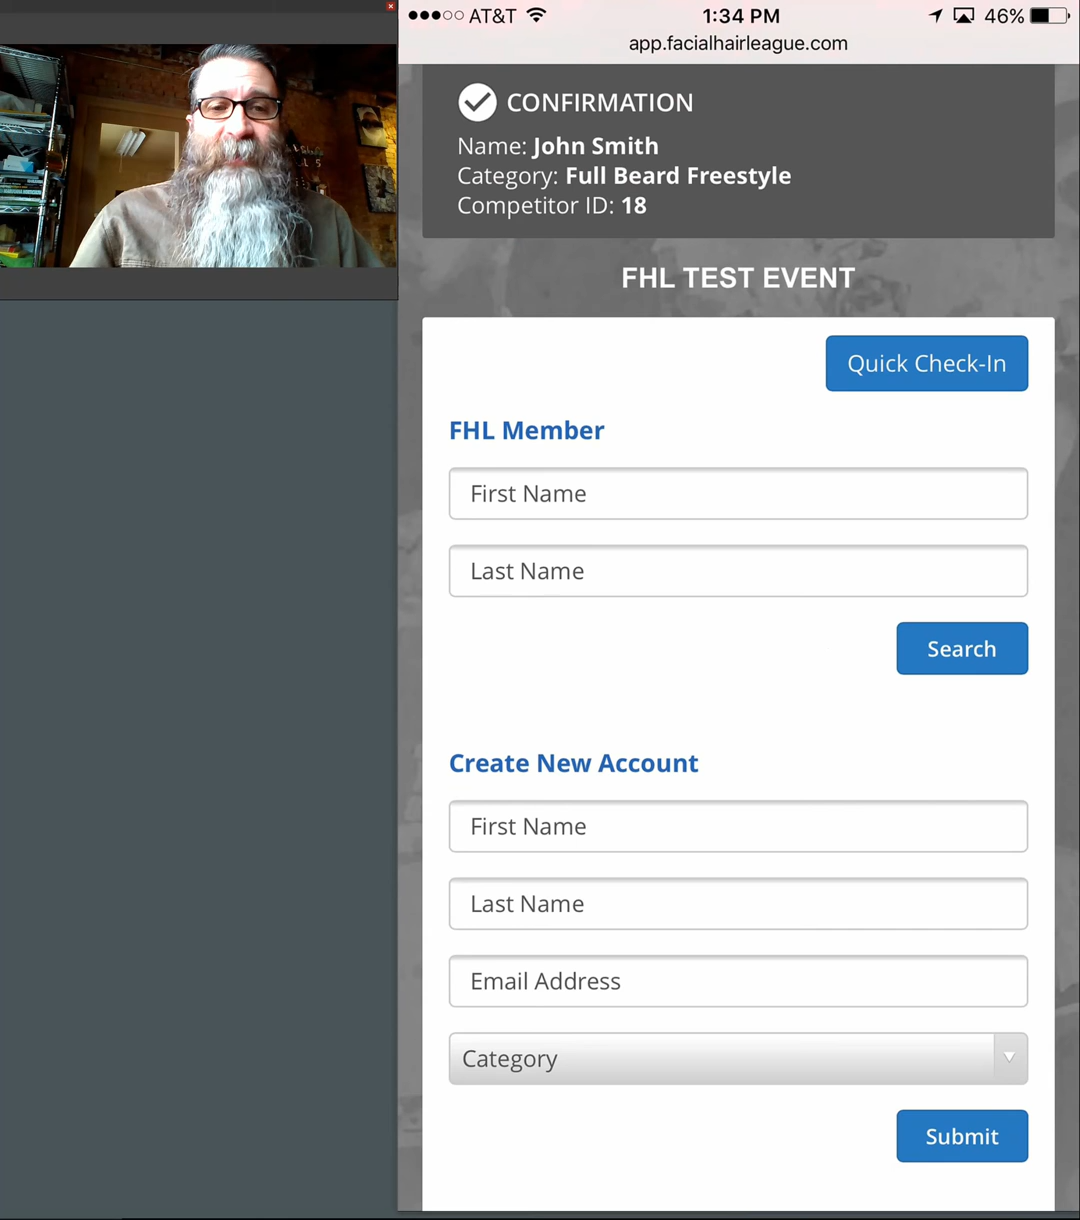 AT&T 1:34 PM 46%
app.facialhairleague.com
CONFIRMATION
Name: John Smith
Category: Full Beard Freestyle
Competitor ID: 18
FHL TEST EVENT
Quick Check-In
FHL Member
First Name
Last Name
Search
Create New Account
First Name
Last Name
Email Address
Category
Submit